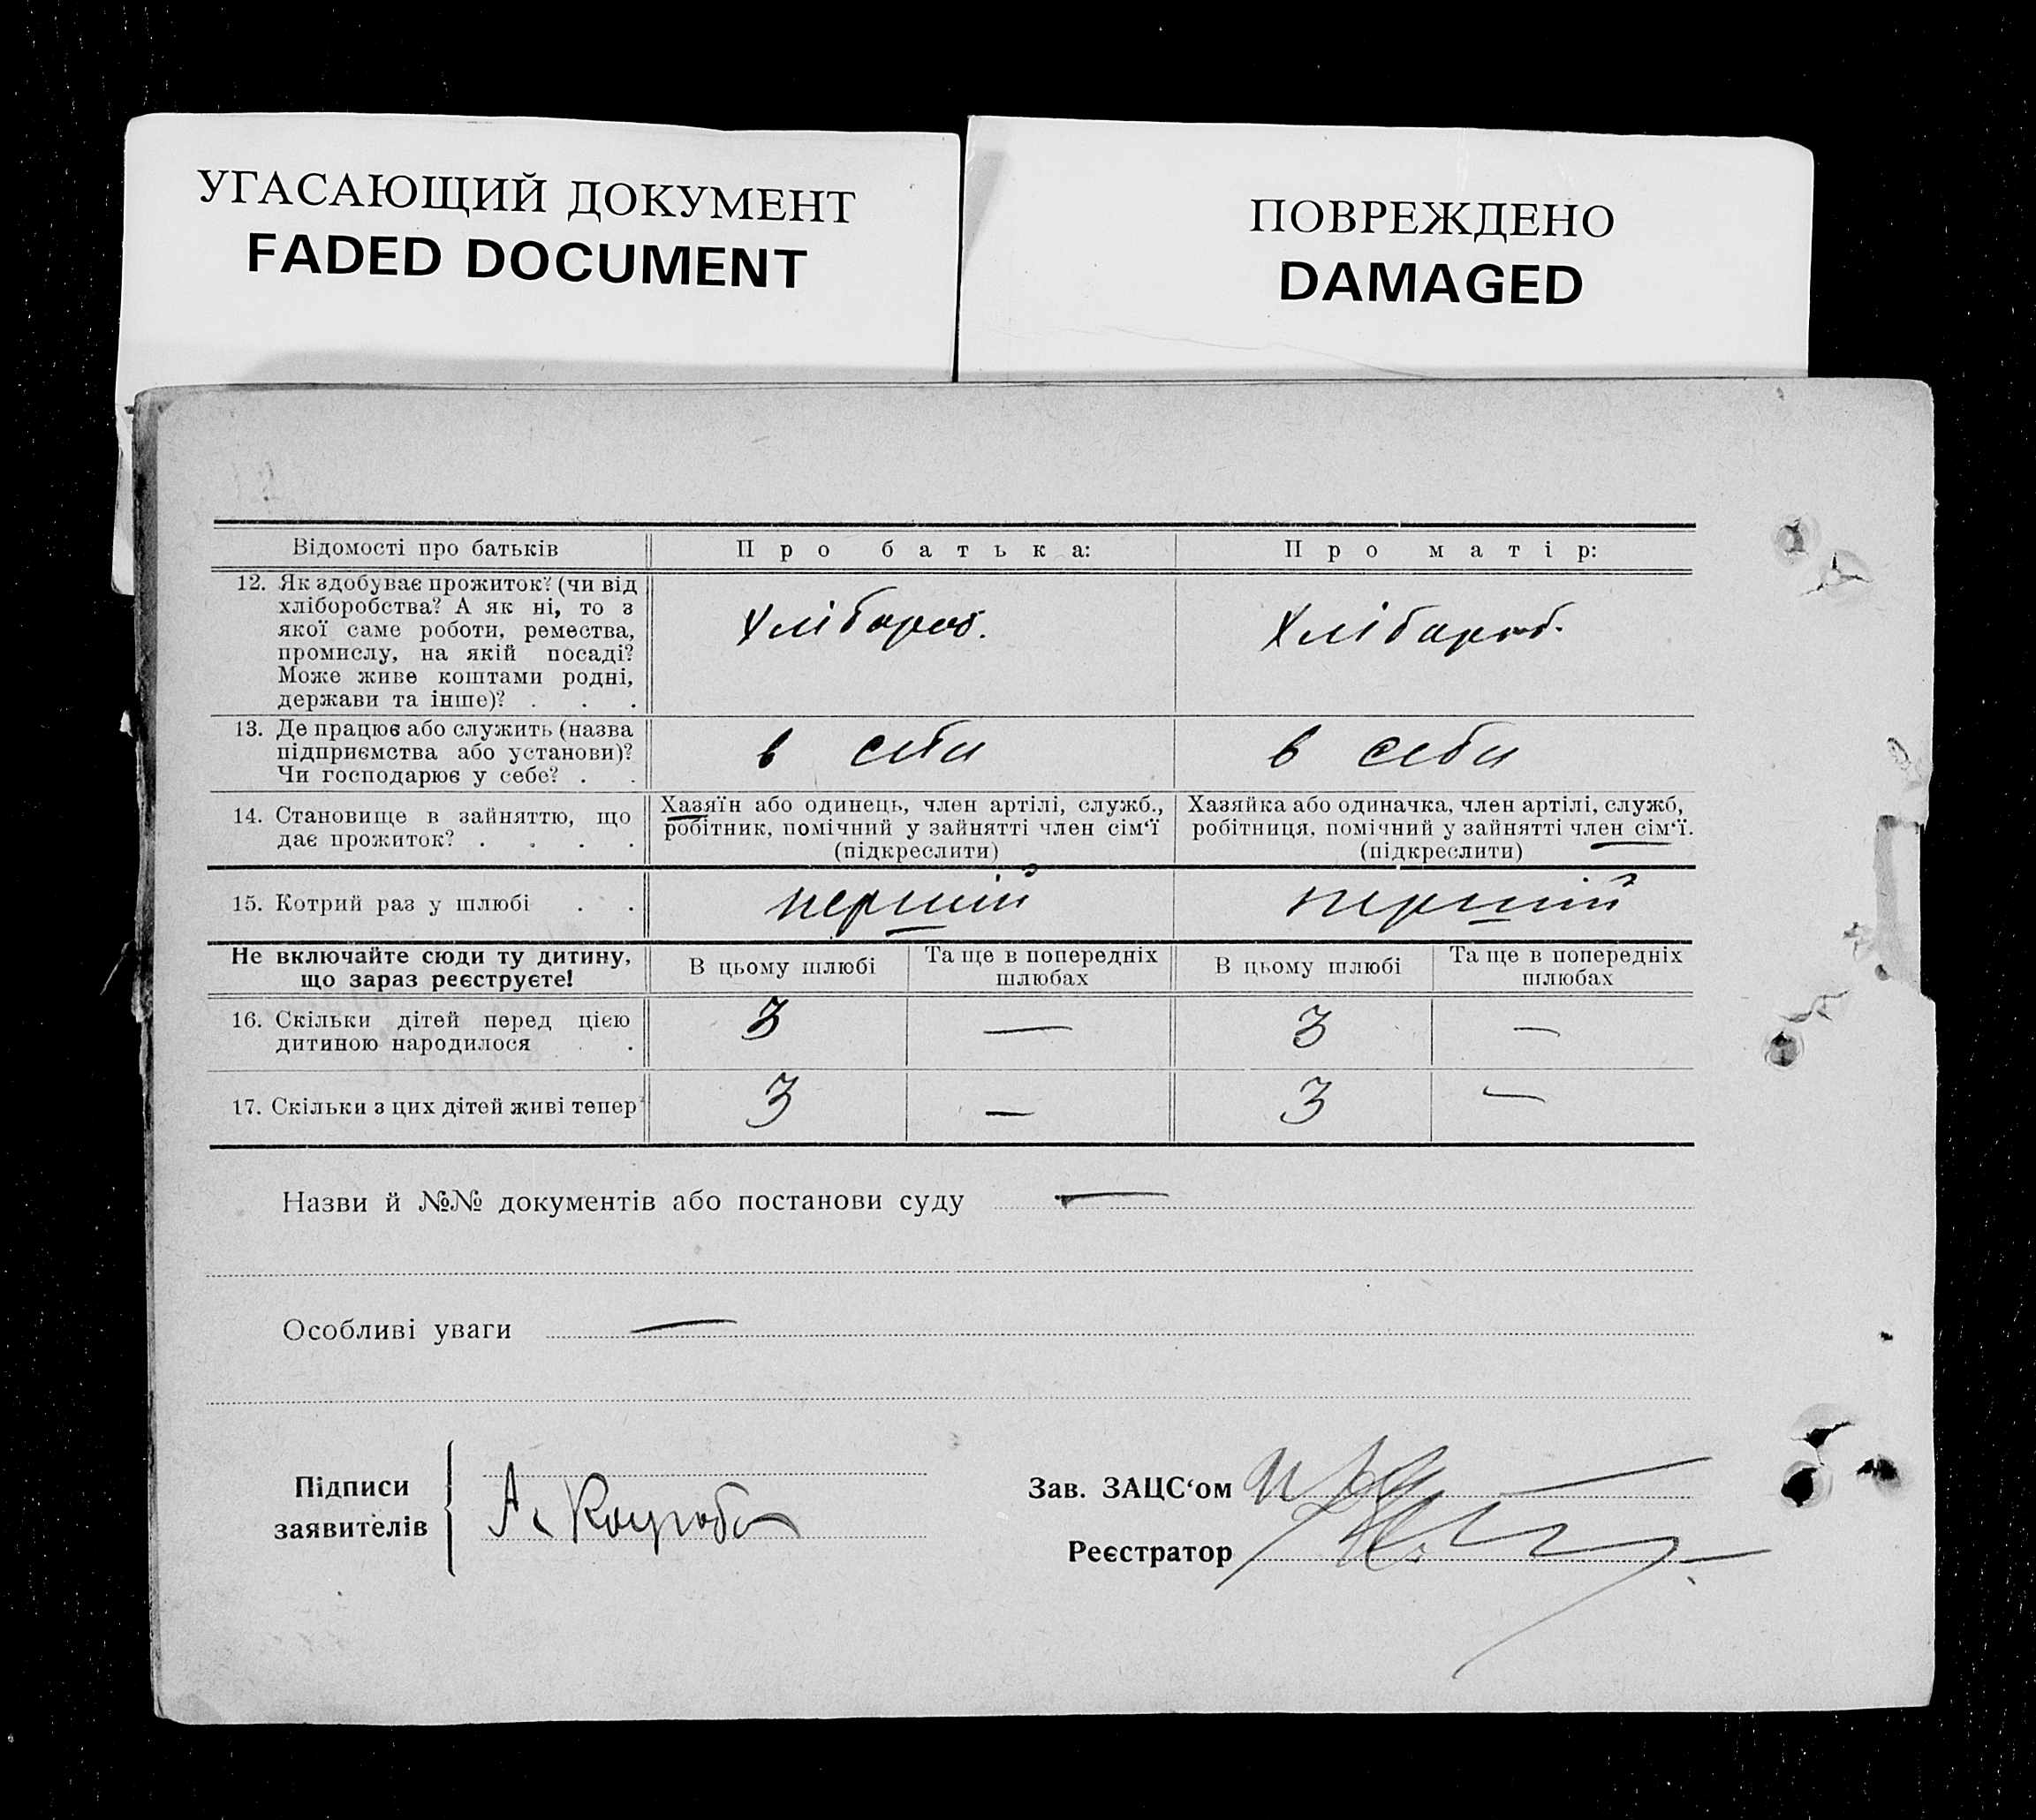 УГАСАЮЩИЙ ДОКУМЕНТ
FADED DOCUMENT
ПОВРЕЖДЕНО
DAMAGED
Відомості про батьків
Про батька:
Про матір:
12. Як здобуває прожиток? (чи від
хліборобства? А як ні, то з
якої саме роботи, ремества,
промислу, на якій посаді?
Може живе коштами родні,
держави та інше)? . . .
Хлібороб.
Хлібороб.
13. Де працює або служить (назва
підприємства або установи)?
Чи господарює у себе? . .
в себи
в себи
14. Становище в зайняттю, що
дає прожиток? . . . .
Хазяїн або одинець, член артілі, служб.,
робітник, помічний у зайнятті член сім‘ї
(підкреслити)
Хазяйка або одиначка, член артілі, служб,
робітниця, помічний у зайнятті член сім‘ї.
(підкреслити)
15. Котрий раз у шлюбі . .
перший
перший
Не включайте сюди ту дитину,
що зараз реєструєте!
В цьому шлюбі
Та ще в попередніх
шлюбах
В цьому шлюбі
Та ще в попередніх
шлюбах
16. Скільки дітей перед цією
дитиною народилося .
3
—
3
—
17. Скільки з цих дітей живі тепер
3
—
3
—
Назви й №№ документів або постанови суду —
Особливі уваги —
Підписи
заявителів
А.
Зав. ЗАЦС‘ом
Реєстратор